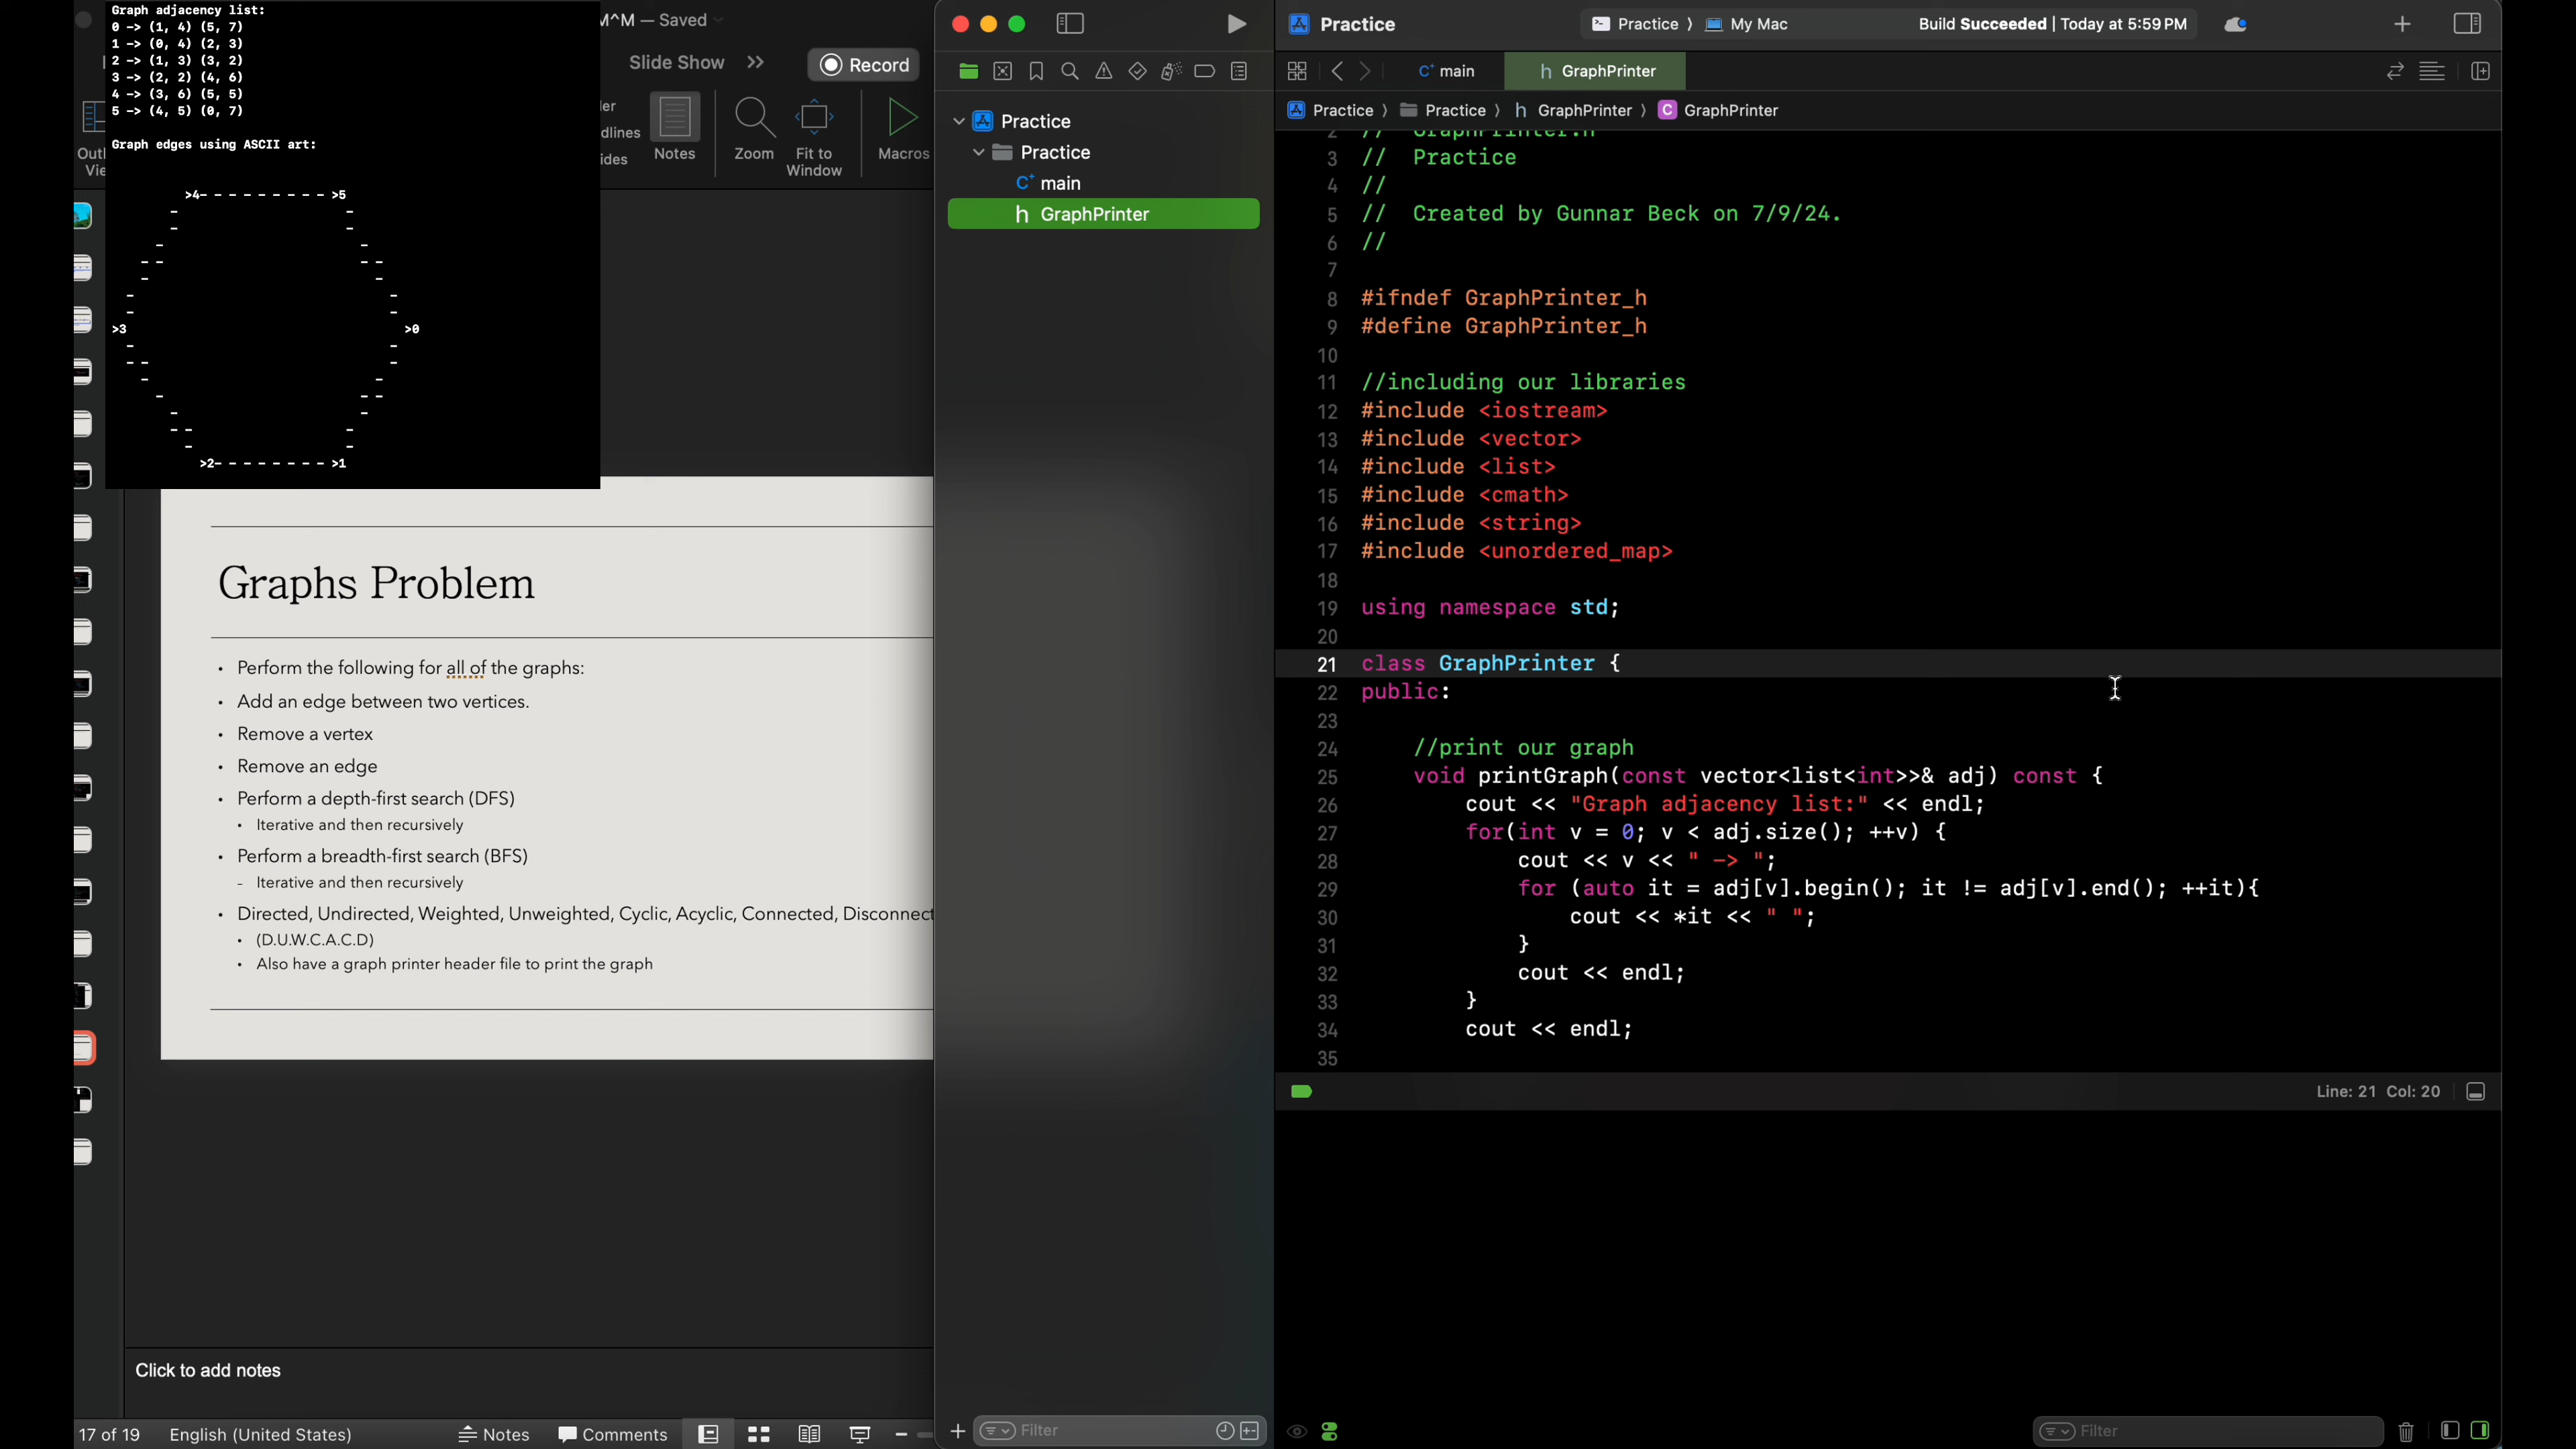 Graph adjacency list:
0 -> (1, 4) (5, 7)
1 -> (0, 4) (2, 3)
2 -> (1, 3) (3, 2)
3 -> (2, 2) (4, 6)
4 -> (3, 6) (5, 5)
5 -> (4, 5) (0, 7)
Graph edges using ASCII art:
>4- - - - - - - - - >5
>3 >0
>2- - - - - - - - >1
M^M — Saved
Slide Show >>
Record
Notes
Zoom
Fit to
Window
Macros
Graphs Problem
• Perform the following for all of the graphs:
• Add an edge between two vertices.
• Remove a vertex
• Remove an edge
• Perform a depth-first search (DFS)
• Iterative and then recursively
• Perform a breadth-first search (BFS)
- Iterative and then recursively
• Directed, Undirected, Weighted, Unweighted, Cyclic, Acyclic, Connected, Disconnect
• (D.U.W.C.A.C.D)
• Also have a graph printer header file to print the graph
Click to add notes
17 of 19 English (United States) Notes Comments
Practice
Practice
main
GraphPrinter
Filter
Practice
Practice > My Mac
Build Succeeded | Today at 5:59 PM
main
GraphPrinter
Practice > Practice > GraphPrinter > GraphPrinter
2 // GraphPrinter.h
3 // Practice
4 //
5 // Created by Gunnar Beck on 7/9/24.
6 //
7
8 #ifndef GraphPrinter_h
9 #define GraphPrinter_h
10
11 //including our libraries
12 #include <iostream>
13 #include <vector>
14 #include <list>
15 #include <cmath>
16 #include <string>
17 #include <unordered_map>
18
19 using namespace std;
20
21 class GraphPrinter {
22 public:
23
24 //print our graph
25 void printGraph(const vector<list<int>>& adj) const {
26 cout << "Graph adjacency list:" << endl;
27 for(int v = 0; v < adj.size(); ++v) {
28 cout << v << " -> ";
29 for (auto it = adj[v].begin(); it != adj[v].end(); ++it){
30 cout << *it << " ";
31 }
32 cout << endl;
33 }
34 cout << endl;
35
Line: 21 Col: 20
Filter